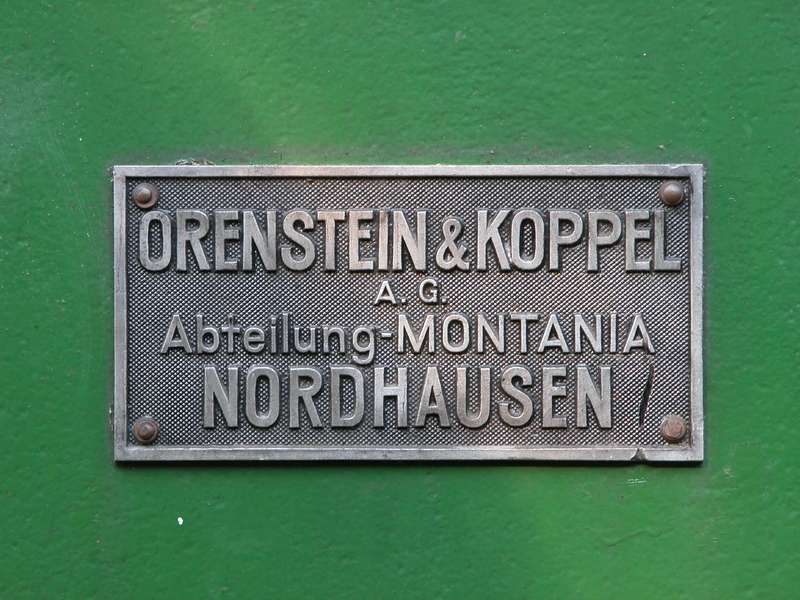 ORENSTEIN & KOPPEL
A. G.
Abteilung-MONTANIA
NORDHAUSEN